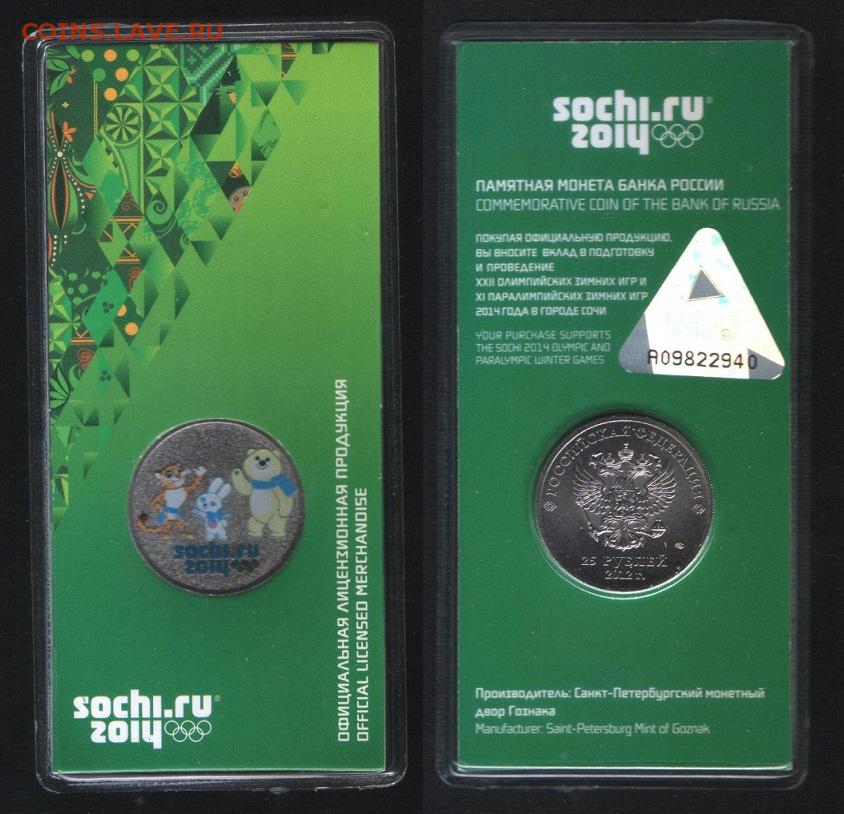 COINS.LAVE.RU
sochi.ru
2014
ОФИЦИАЛЬНАЯ ЛИЦЕНЗИОННАЯ ПРОДУКЦИЯ
OFFICIAL LICENSED MERCHANDISE
sochi.ru®
2014
sochi.ru®
2014
ПАМЯТНАЯ МОНЕТА БАНКА РОССИИ
COMMEMORATIVE COIN OF THE BANK OF RUSSIA
ПОКУПАЯ ОФИЦИАЛЬНУЮ ПРОДУКЦИЮ,
ВЫ ВНОСИТЕ ВКЛАД В ПОДГОТОВКУ
И ПРОВЕДЕНИЕ
XXII ОЛИМПИЙСКИХ ЗИМНИХ ИГР И
XI ПАРАЛИМПИЙСКИХ ЗИМНИХ ИГР
2014 ГОДА В ГОРОДЕ СОЧИ
YOUR PURCHASE SUPPORTS
THE SOCHI 2014 OLYMPIC AND
PARALYMPIC WINTER GAMES
A09822940
РОССИЙСКАЯ ФЕДЕРАЦИЯ
25 РУБЛЕЙ
2012 г.
Производитель: Санкт-Петербургский монетный
двор Гознака
Manufacturer: Saint-Petersburg Mint of Goznak